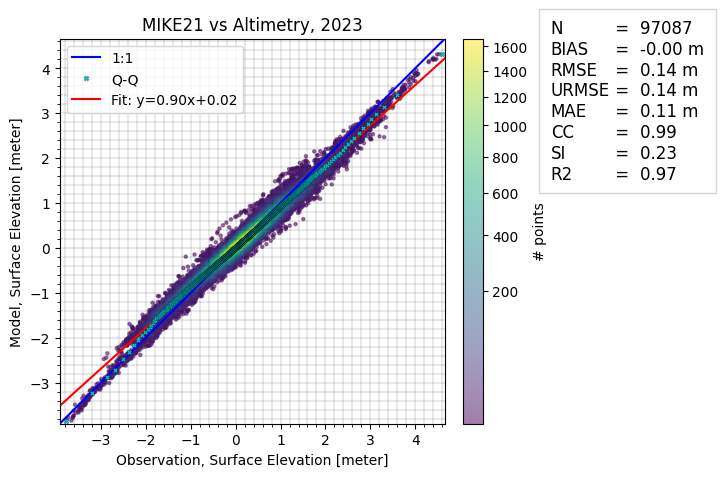 MIKE21 vs Altimetry, 2023
1:1
Q-Q
Fit: y=0.90x+0.02
N = 97087
BIAS = -0.00 m
RMSE = 0.14 m
URMSE = 0.14 m
MAE = 0.11 m
CC = 0.99
SI = 0.23
R2 = 0.97
Model, Surface Elevation [meter]
4
3
2
1
0
−1
−2
−3
−3 −2 −1 0 1 2 3 4
Observation, Surface Elevation [meter]
1600
1400
1200
1000
800
600
400
200
# points